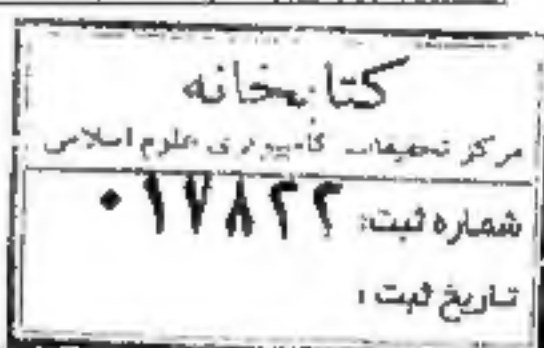 کتابخانه
مرکز تحقیقات کامپیوتری علوم اسلامی
شماره ثبت: ۰۱۷۸۲۲
تاریخ ثبت :